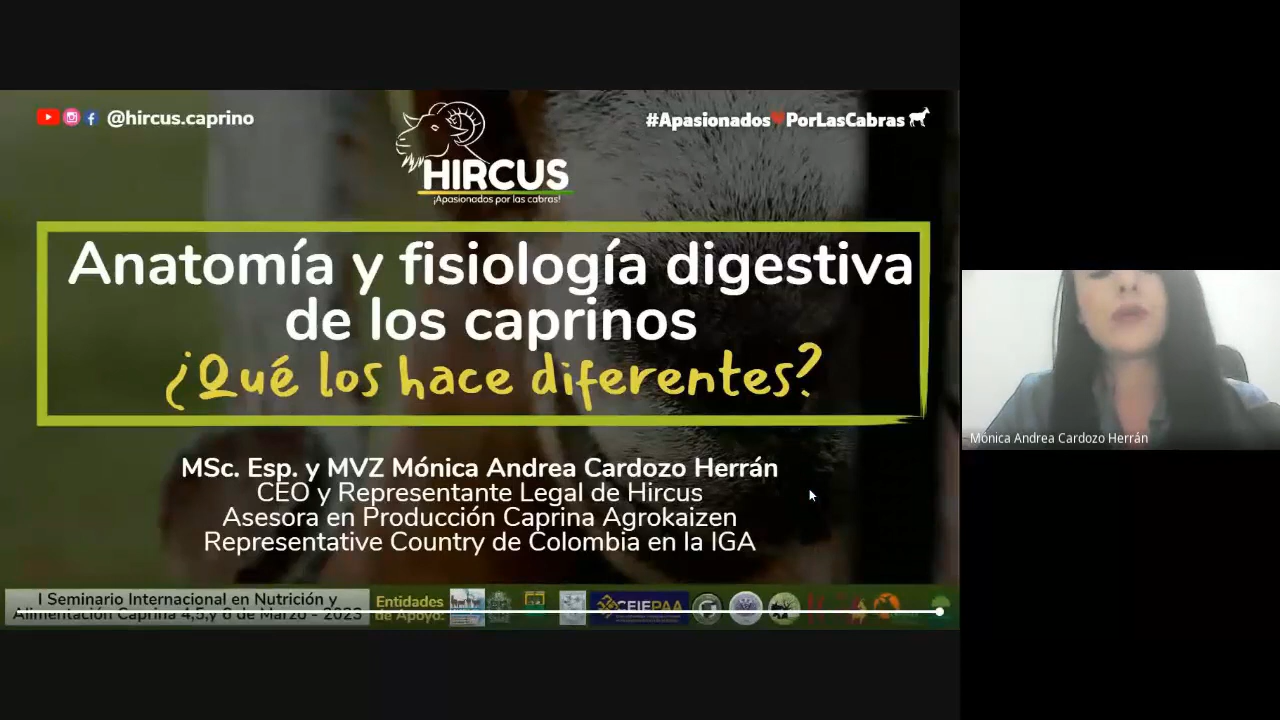 @hircus.caprino
#Apasionados❤PorLasCabras
HIRCUS
¡Apasionados por las cabras!
Anatomía y fisiología digestiva
de los caprinos
¿Qué los hace diferentes?
MSc. Esp. y MVZ Mónica Andrea Cardozo Herrán
CEO y Representante Legal de Hircus
Asesora en Producción Caprina Agrokaizen
Representative Country de Colombia en la IGA
I Seminario Internacional en Nutrición y
Alimentación Caprina 4,5,y 6 de Marzo - 2023
Entidades
de Apoyo:
CEIEPAA
Mónica Andrea Cardozo Herrán